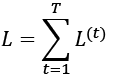 L = \sum_{t=1}^{T} L^{(t)}